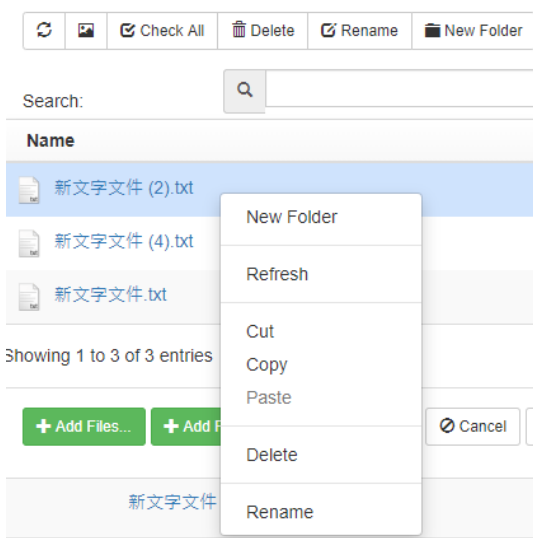 Check All Delete Rename New Folder
Search:
Name
新文字文件 (2).txt
新文字文件 (4).txt
新文字文件.txt
Showing 1 to 3 of 3 entries
New Folder
Refresh
Cut
Copy
Paste
Delete
Rename
Add Files... Add Cancel
新文字文件